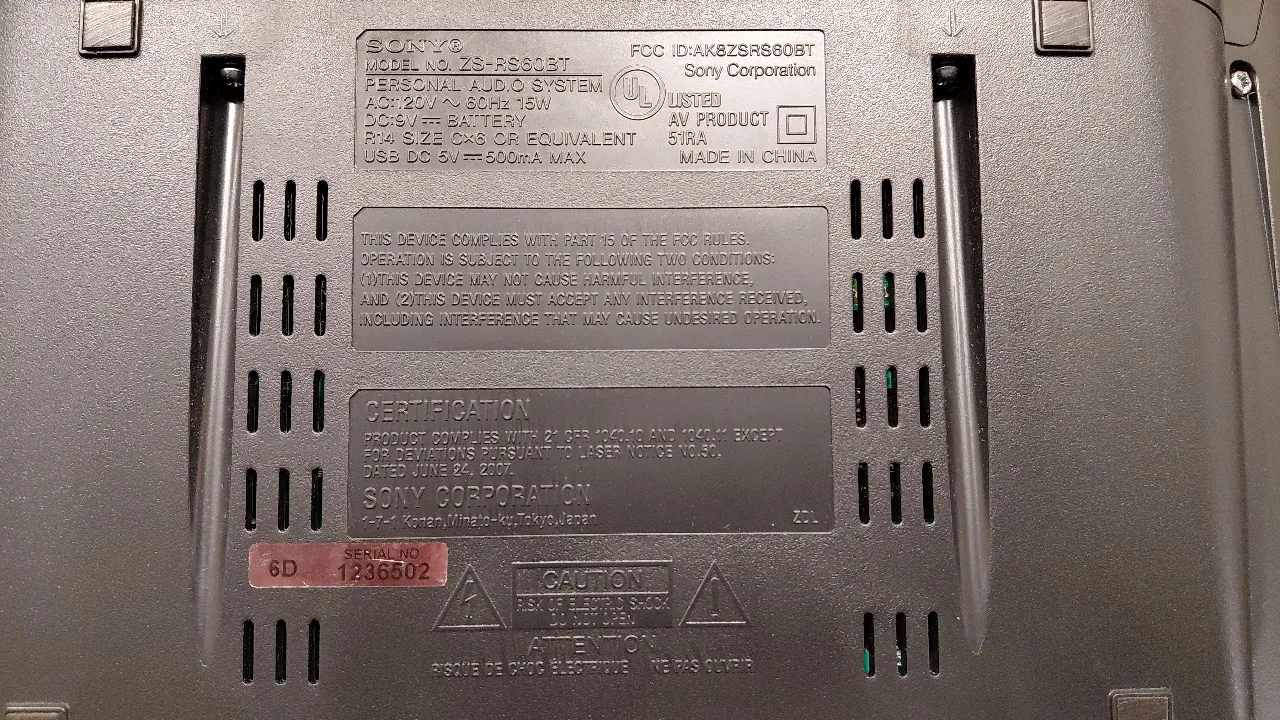 SONY®
MODEL NO. ZS-RS60BT
PERSONAL AUDIO SYSTEM
AC:120V ~ 60Hz 15W
DC:9V ⎓ BATTERY
R14 SIZE C×6 OR EQUIVALENT
USB DC 5V ⎓ 500mA MAX
FCC ID:AK8ZSRS60BT
Sony Corporation
UL
LISTED
AV PRODUCT
51RA
MADE IN CHINA
THIS DEVICE COMPLIES WITH PART 15 OF THE FCC RULES.
OPERATION IS SUBJECT TO THE FOLLOWING TWO CONDITIONS:
(1)THIS DEVICE MAY NOT CAUSE HARMFUL INTERFERENCE,
AND (2)THIS DEVICE MUST ACCEPT ANY INTERFERENCE RECEIVED,
INCLUDING INTERFERENCE THAT MAY CAUSE UNDESIRED OPERATION.
CERTIFICATION
PRODUCT COMPLIES WITH 21 CFR 1040.10 AND 1040.11 EXCEPT
FOR DEVIATIONS PURSUANT TO LASER NOTICE NO.50,
DATED JUNE 24, 2007.
SONY CORPORATION
1-7-1 Konan,Minato-ku,Tokyo,Japan
ZDL
6D
SERIAL NO
1236502
CAUTION
RISK OF ELECTRIC SHOCK
DO NOT OPEN
ATTENTION
RISQUE DE CHOC ÉLECTRIQUE NE PAS OUVRIR